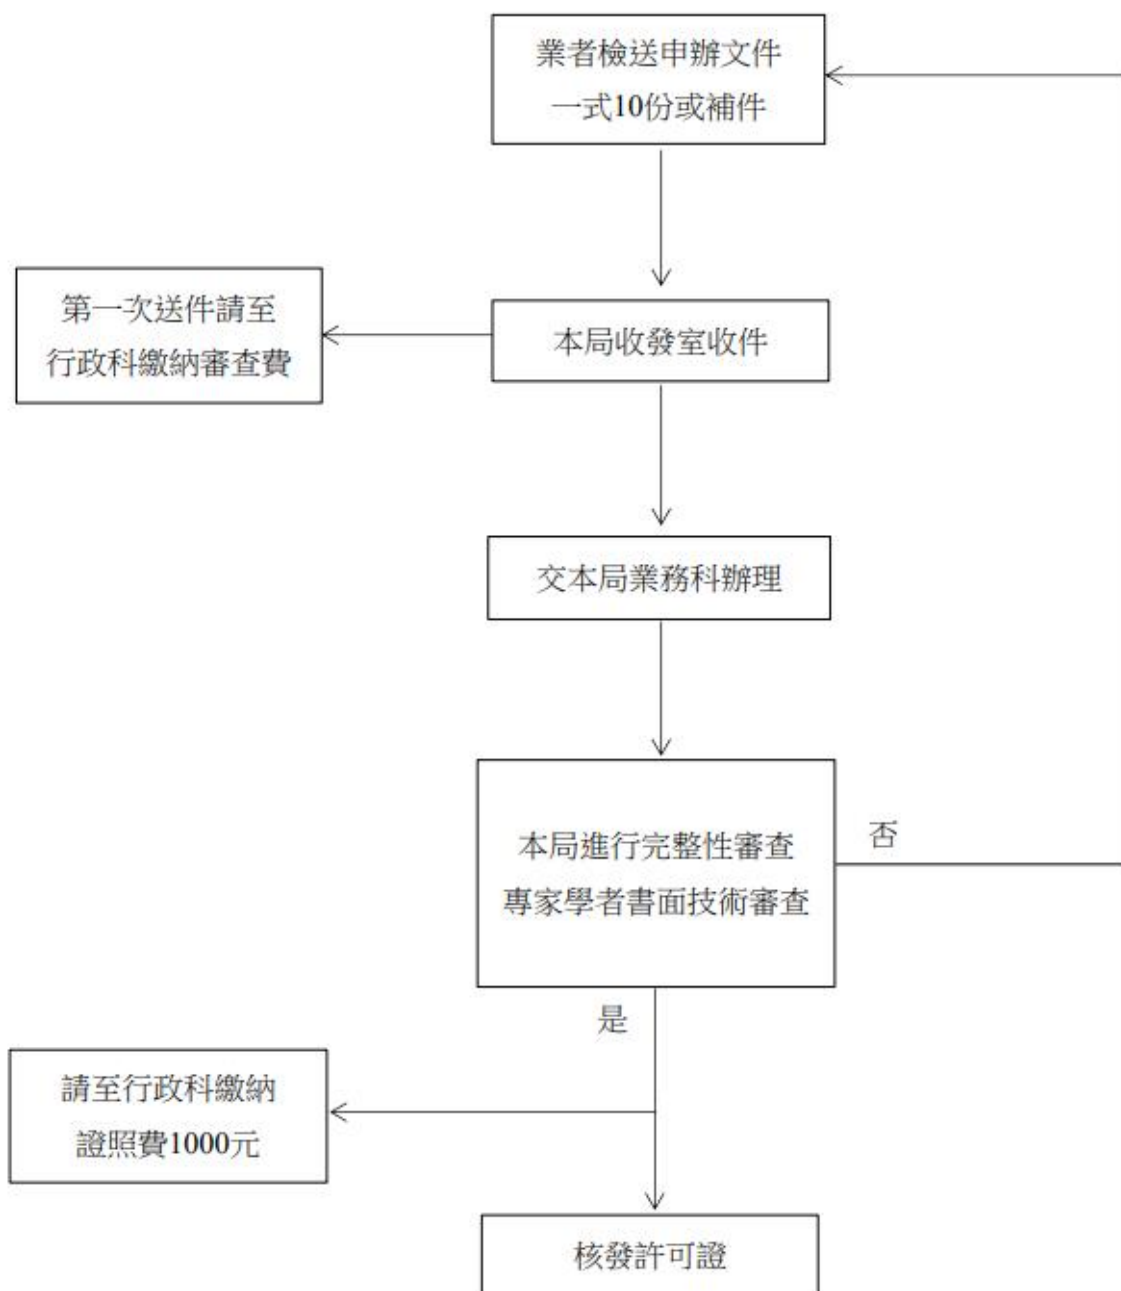 業者檢送申辦文件
一式10份或補件
第一次送件請至
行政科繳納審查費
本局收發室收件
交本局業務科辦理
本局進行完整性審查
專家學者書面技術審查
否
是
請至行政科繳納
證照費1000元
核發許可證